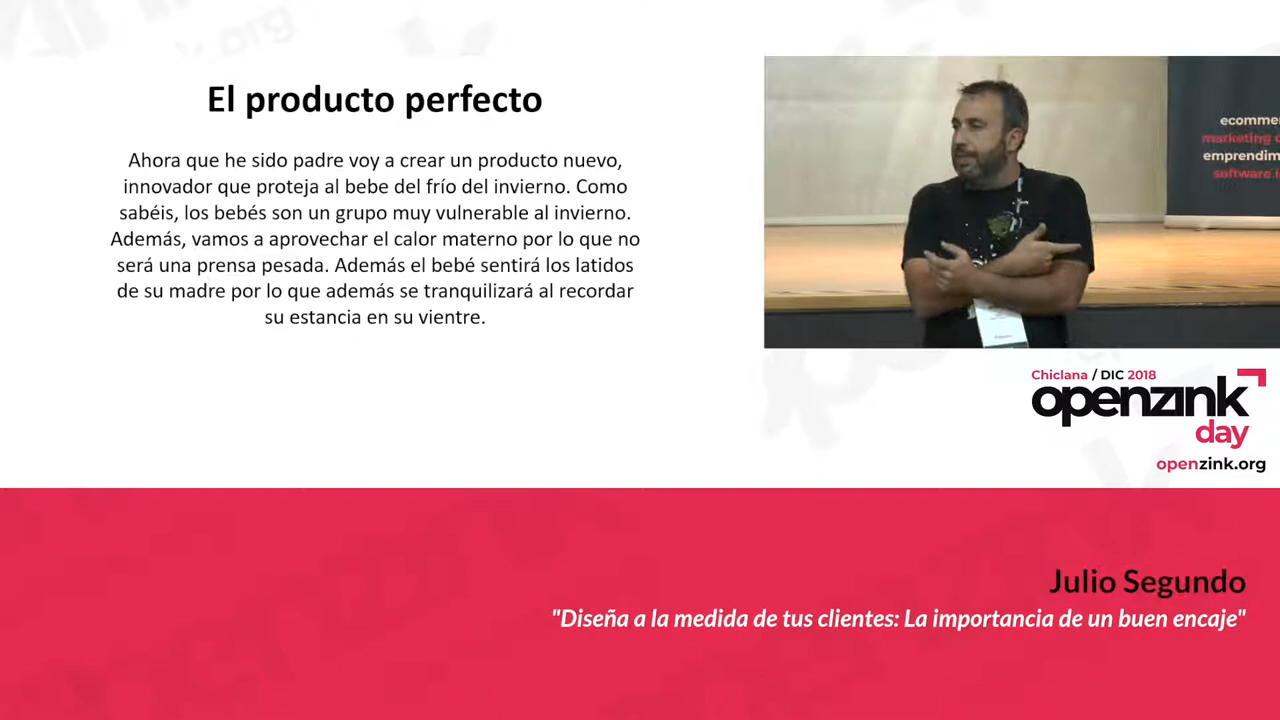 El producto perfecto
Ahora que he sido padre voy a crear un producto nuevo,
innovador que proteja al bebe del frío del invierno. Como
sabéis, los bebés son un grupo muy vulnerable al invierno.
Además, vamos a aprovechar el calor materno por lo que no
será una prensa pesada. Además el bebé sentirá los latidos
de su madre por lo que además se tranquilizará al recordar
su estancia en su vientre.
ecommer
marketing
emprendim
software
Chiclana / DIC 2018
openzink
day
openzink.org
Julio Segundo
"Diseña a la medida de tus clientes: La importancia de un buen encaje"